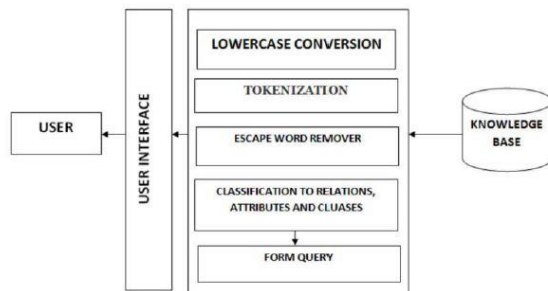 USER
USER INTERFACE
LOWERCASE CONVERSION
TOKENIZATION
ESCAPE WORD REMOVER
CLASSIFICATION TO RELATIONS,
ATTRIBUTES AND CLUASES
FORM QUERY
KNOWLEDGE
BASE